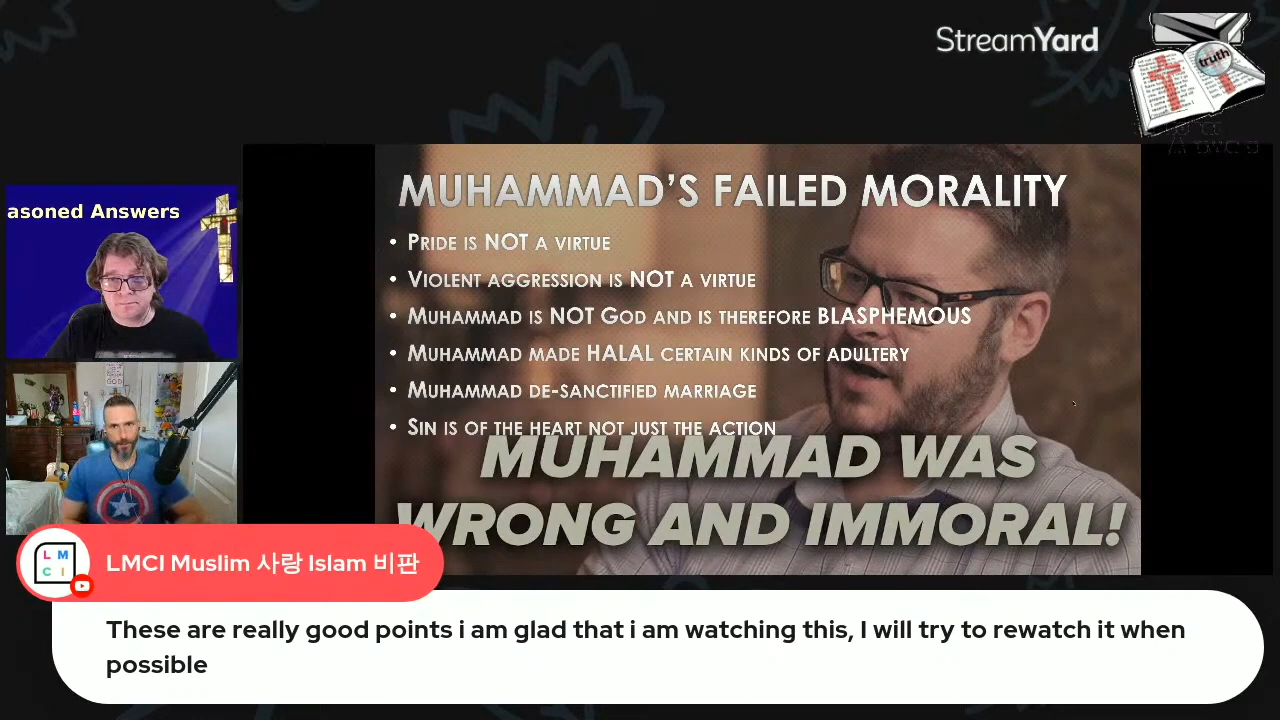 StreamYard
truth
asoned Answers
MUHAMMAD'S FAILED MORALITY
• PRIDE IS NOT A VIRTUE
• VIOLENT AGGRESSION IS NOT A VIRTUE
• MUHAMMAD IS NOT GOD AND IS THEREFORE BLASPHEMOUS
• MUHAMMAD MADE HALAL CERTAIN KINDS OF ADULTERY
• MUHAMMAD DE-SANCTIFIED MARRIAGE
• SIN IS OF THE HEART NOT JUST THE ACTION
MUHAMMAD WAS
WRONG AND IMMORAL!
L M
C I
LMCI Muslim 사랑 Islam 비판
These are really good points i am glad that i am watching this, I will try to rewatch it when
possible